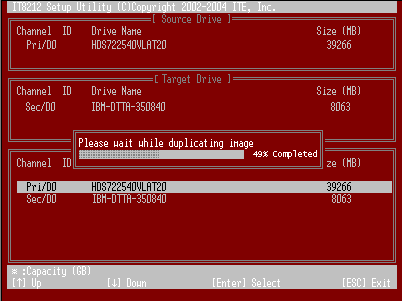 IT8212 Setup Utility (C)Copyright 2002-2004 ITE, Inc.
[ Source Drive ]
Channel ID Drive Name Size (MB)
Pri/D0 HDS722540VLAT20 39266
[ Target Drive ]
Channel ID Drive Name Size (MB)
Sec/D0 IBM-DTTA-350840 8063
Please wait while duplicating image
49% Completed
Channel ID ze (MB)
Pri/D0 HDS722540VLAT20 39266
Sec/D0 IBM-DTTA-350840 8063
* :Capacity (GB)
[↑] Up [↓] Down [Enter] Select [ESC] Exit